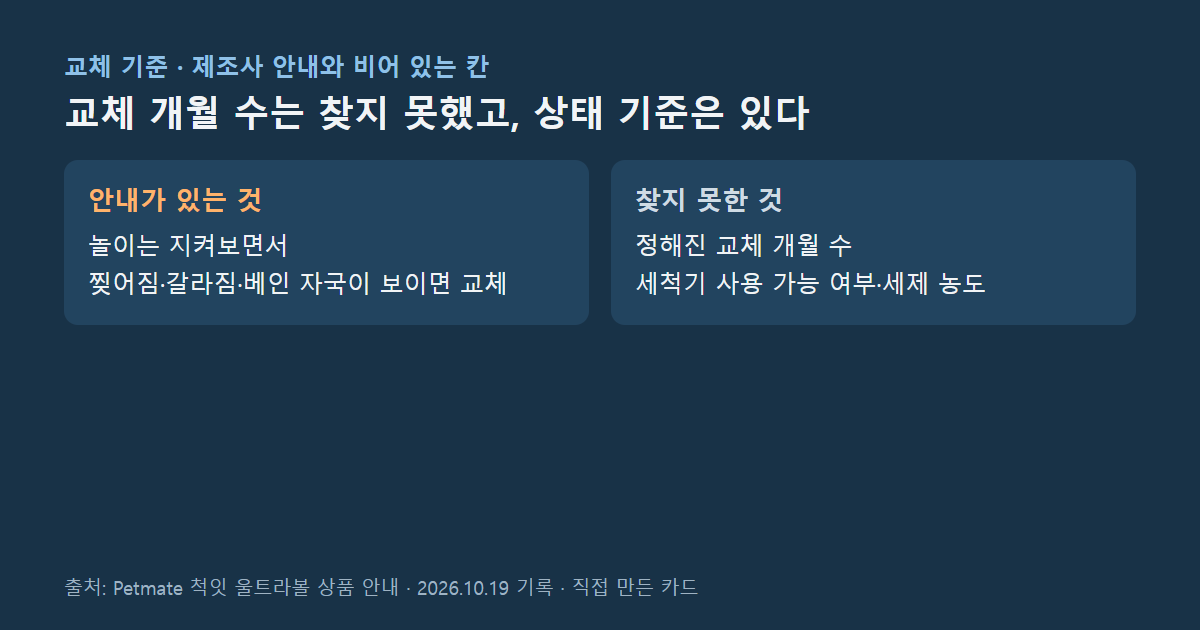 교체 기준 · 제조사 안내와 비어 있는 칸
교체 개월 수는 찾지 못했고, 상태 기준은 있다
안내가 있는 것
놀이는 지켜보면서
찢어짐·갈라짐·베인 자국이 보이면 교체
찾지 못한 것
정해진 교체 개월 수
세척기 사용 가능 여부·세제 농도
출처: Petmate 척잇 울트라볼 상품 안내 · 2026.10.19 기록 · 직접 만든 카드